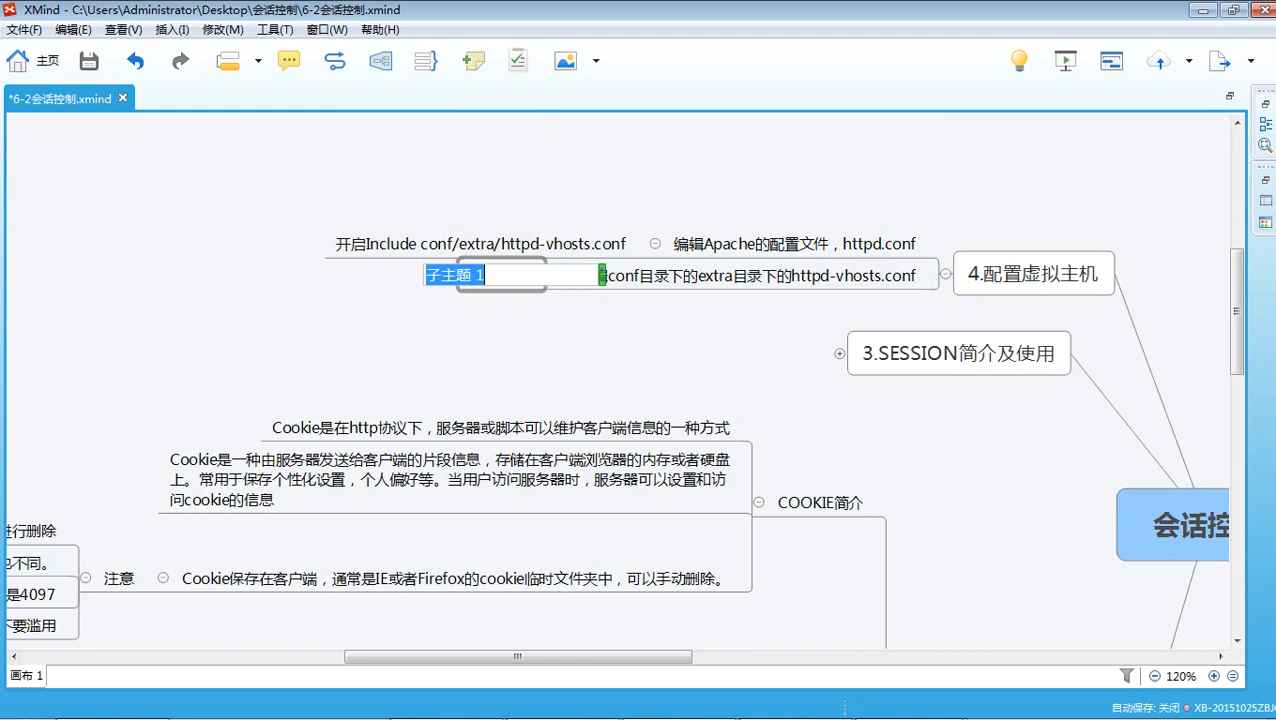 XMind - C:\Users\Administrator\Desktop\会话控制\6-2会话控制.xmind
文件(F) 编辑(E) 查看(V) 插入(I) 修改(M) 工具(T) 窗口(W) 帮助(H)
主页
*6-2会话控制.xmind
开启Include conf/extra/httpd-vhosts.conf
编辑Apache的配置文件，httpd.conf
子主题 1
conf目录下的extra目录下的httpd-vhosts.conf
4.配置虚拟主机
3.SESSION简介及使用
Cookie是在http协议下，服务器或脚本可以维护客户端信息的一种方式
Cookie是一种由服务器发送给客户端的片段信息，存储在客户端浏览器的内存或者硬盘
上。常用于保存个性化设置，个人偏好等。当用户访问服务器时，服务器可以设置和访
问cookie的信息
COOKIE简介
会话控
进行删除
也不同。
注意
Cookie保存在客户端，通常是IE或者Firefox的cookie临时文件夹中，可以手动删除。
是4097
不要滥用
画布 1
120%
自动保存: 关闭
XB-20151025ZBJ